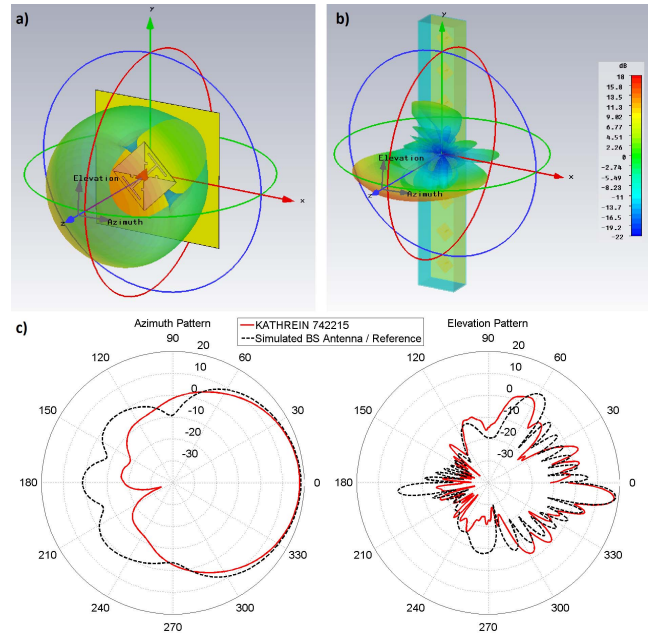 a)
y
Elevation
x
z
Azimuth
b)
y
Elevation
x
z
Azimuth
dB
18
15.8
13.5
11.3
9.02
6.77
4.51
2.26
0
-2.74
-5.49
-8.23
-11
-13.7
-16.5
-19.2
-22
c)
Azimuth Pattern
KATHREIN 742215
Simulated BS Antenna / Reference
Elevation Pattern
90
20
120
60
10
0
150
30
-10
-20
-30
180
0
210
330
240
300
270
90
20
120
60
10
0
150
30
-10
-20
-30
180
0
210
330
240
300
270